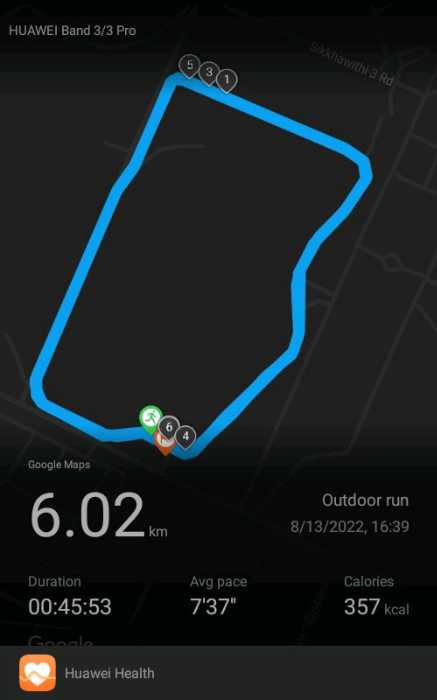 HUAWEI Band 3/3 Pro
Sikkhawithi 3 Rd
5
3
1
6
4
Google Maps
6.02 km
Outdoor run
8/13/2022, 16:39
Duration
Avg pace
Calories
00:45:53
7'37"
357 kcal
Google
Huawei Health